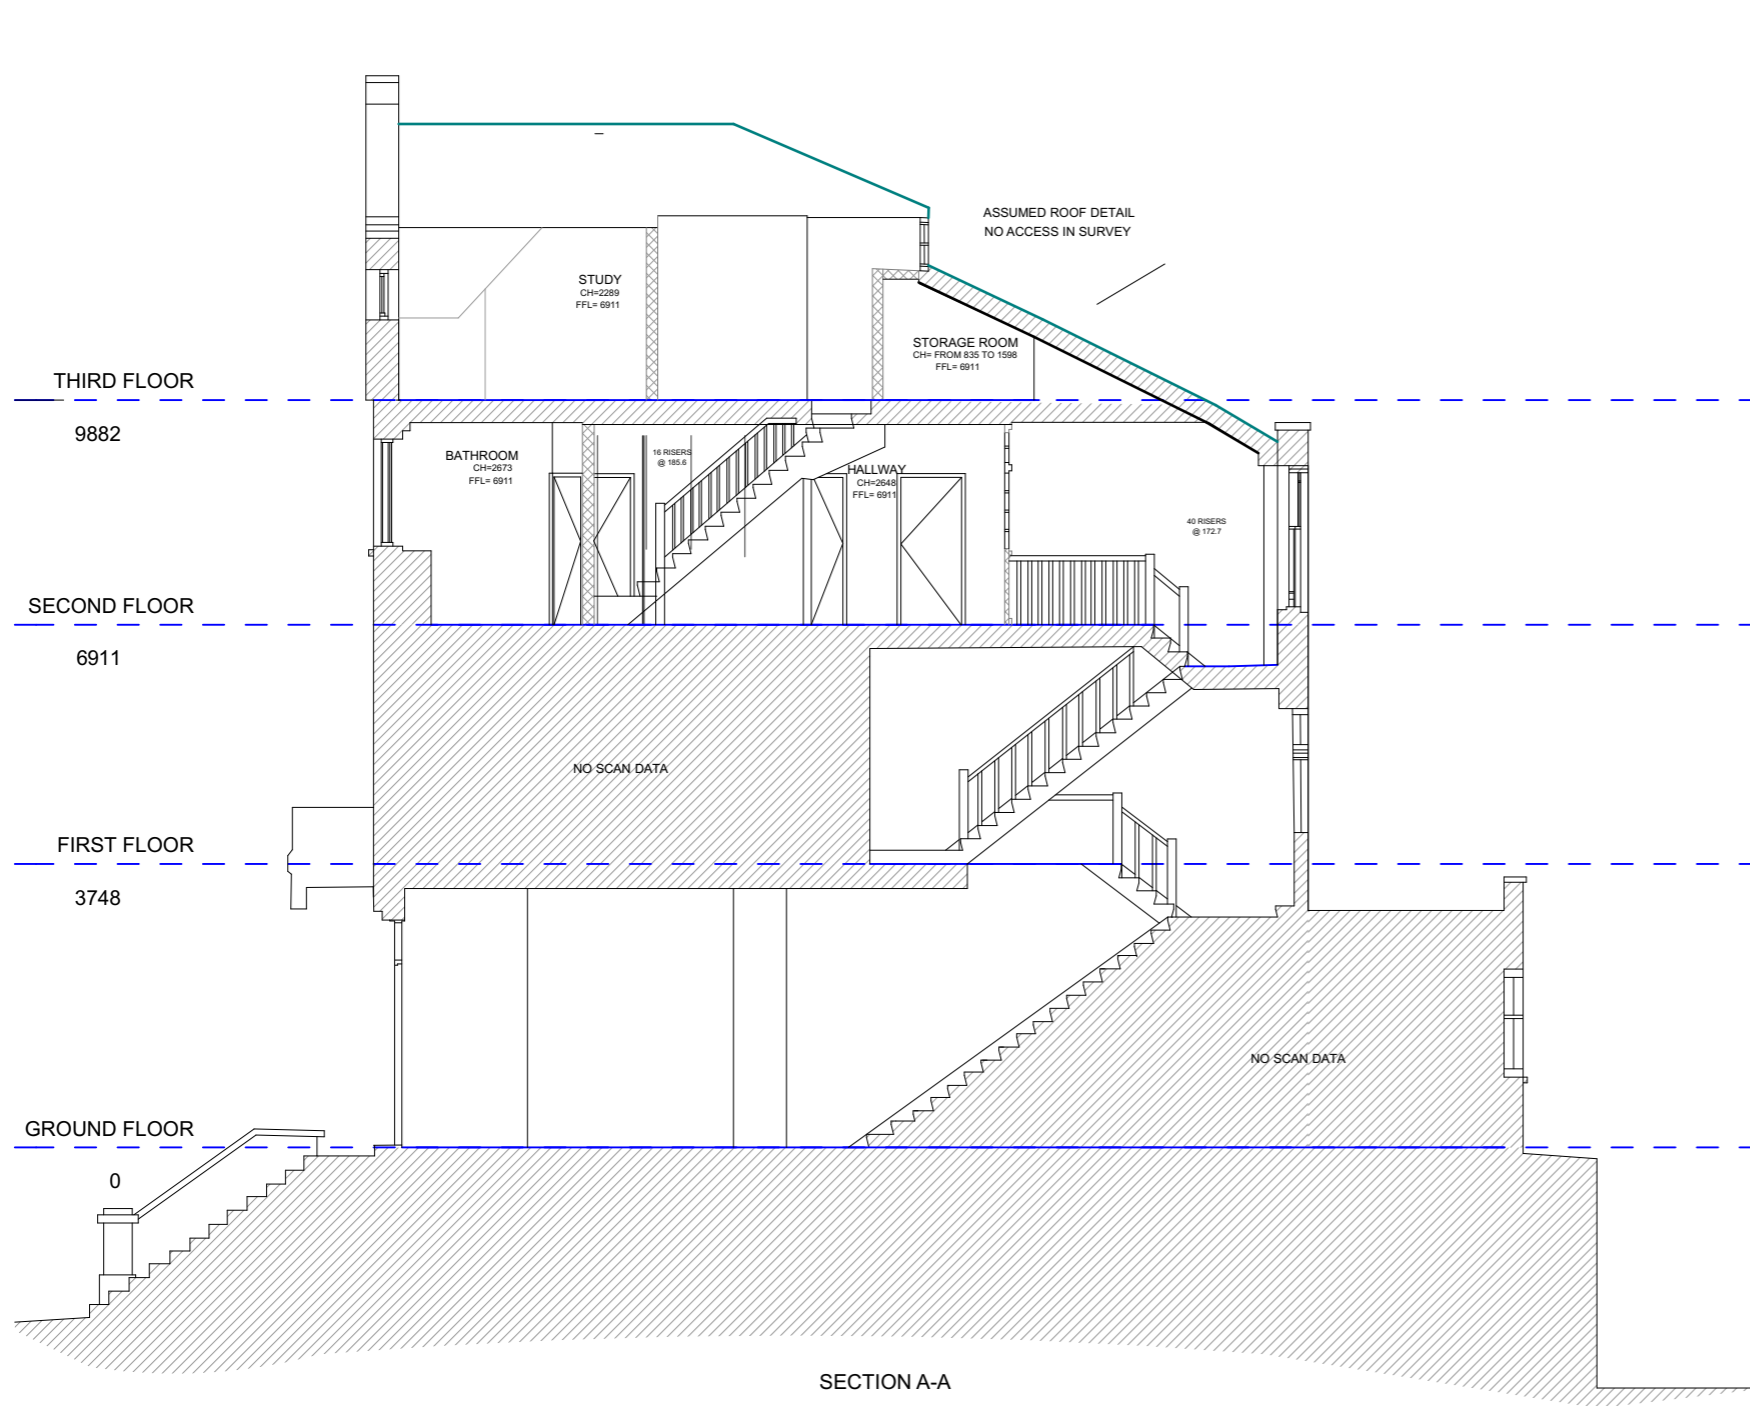 ASSUMED ROOF DETAIL
NO ACCESS IN SURVEY
STUDY
CH=2289
FFL= 6911
STORAGE ROOM
CH= FROM 835 TO 1598
FFL= 6911
THIRD FLOOR
9882
BATHROOM
CH=2673
FFL= 6911
16 RISERS
@ 185.6
HALLWAY
CH=2648
FFL= 6911
40 RISERS
@ 172.7
SECOND FLOOR
6911
NO SCAN DATA
FIRST FLOOR
3748
NO SCAN DATA
GROUND FLOOR
0
SECTION A-A